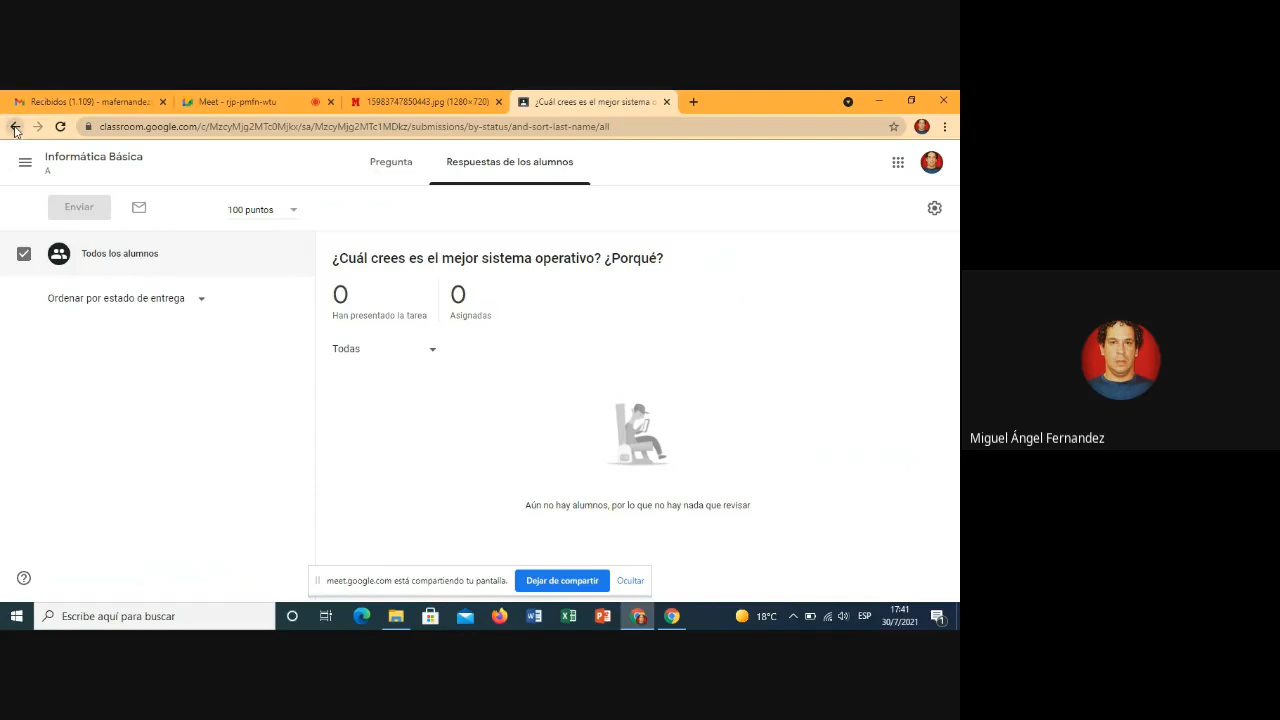 Recibidos (1.109) - mafernandez
Meet - rjp-pmfn-wtu
15983747850443.jpg (1280×720)
¿Cuál crees es el mejor sistema o
classroom.google.com/c/MzcyMjg2MTc0Mjkx/sa/MzcyMjg2MTc1MDkz/submissions/by-status/and-sort-last-name/all
Informática Básica
A
Pregunta
Respuestas de los alumnos
Enviar
100 puntos
Todos los alumnos
Ordenar por estado de entrega
¿Cuál crees es el mejor sistema operativo? ¿Porqué?
0
Han presentado la tarea
0
Asignadas
Todas
Aún no hay alumnos, por lo que no hay nada que revisar
meet.google.com está compartiendo tu pantalla.
Dejar de compartir
Ocultar
Escribe aquí para buscar
18°C
ESP
17:41
30/7/2021
1
Miguel Ángel Fernandez